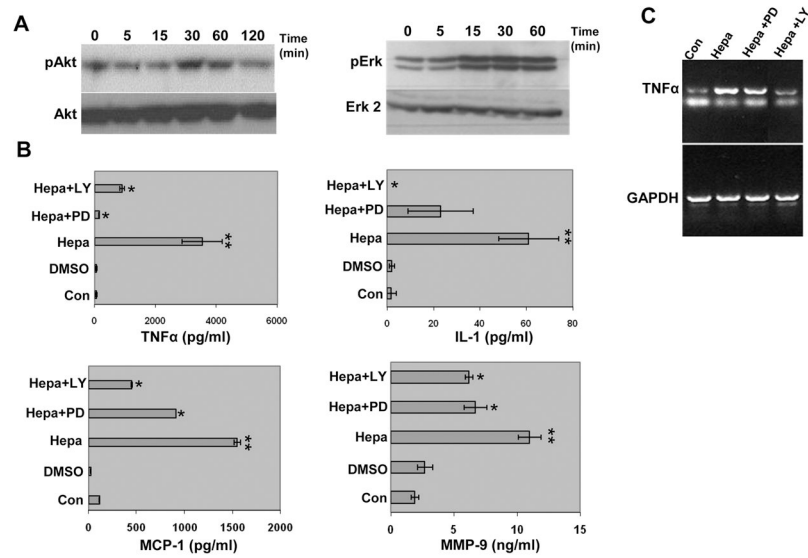 A
0 5 15 30 60 120 Time (min)
pAkt
Akt
0 5 15 30 60 Time (min)
pErk
Erk 2
C
Con Hepa Hepa +PD Hepa +LY
TNFα
GAPDH
B
Hepa+LY *
Hepa+PD *
Hepa **
DMSO
Con
0 2000 4000 6000
TNFα (pg/ml)
Hepa+LY *
Hepa+PD
Hepa **
DMSO
Con
0 20 40 60 80
IL-1 (pg/ml)
Hepa+LY *
Hepa+PD *
Hepa **
DMSO
Con
0 500 1000 1500 2000
MCP-1 (pg/ml)
Hepa+LY *
Hepa+PD *
Hepa **
DMSO
Con
0 5 10 15
MMP-9 (ng/ml)